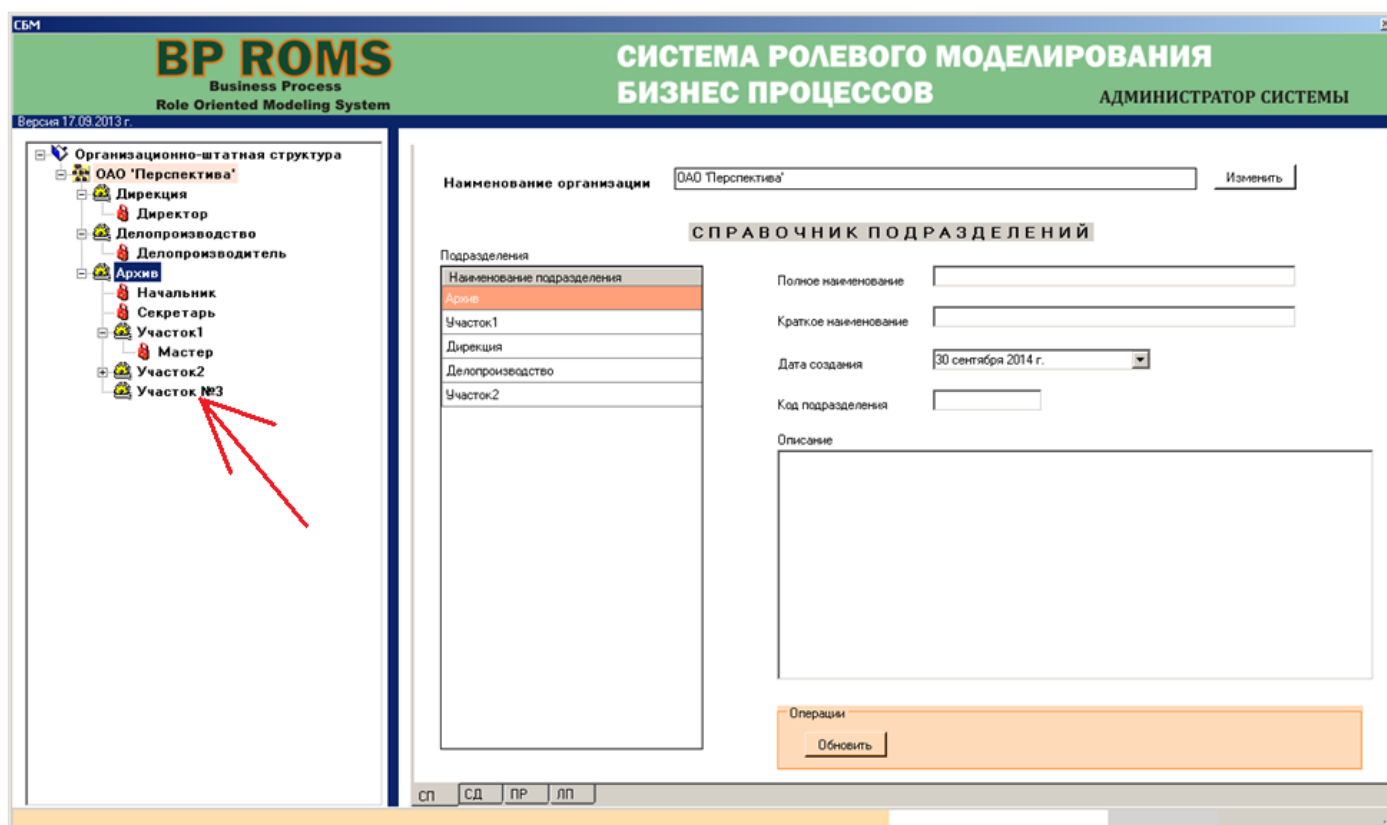 СБМ
BP ROMS
Business Process
Role Oriented Modeling System
СИСТЕМА РОЛЕВОГО МОДЕЛИРОВАНИЯ
БИЗНЕС ПРОЦЕССОВ
АДМИНИСТРАТОР СИСТЕМЫ
Версия 17.09.2013 г.
Организационно-штатная структура
ОАО 'Перспектива'
Дирекция
Директор
Делопроизводство
Делопроизводитель
Архив
Начальник
Секретарь
Участок1
Мастер
Участок2
Участок №3
Наименование организации
ОАО 'Перспектива'
Изменить
СПРАВОЧНИК ПОДРАЗДЕЛЕНИЙ
Подразделения
Наименование подразделения
Архив
Участок1
Дирекция
Делопроизводство
Участок2
Полное наименование
Краткое наименование
Дата создания
30 сентября 2014 г.
Код подразделения
Описание
Операции
Обновить
СП
СД
ПР
ЛП